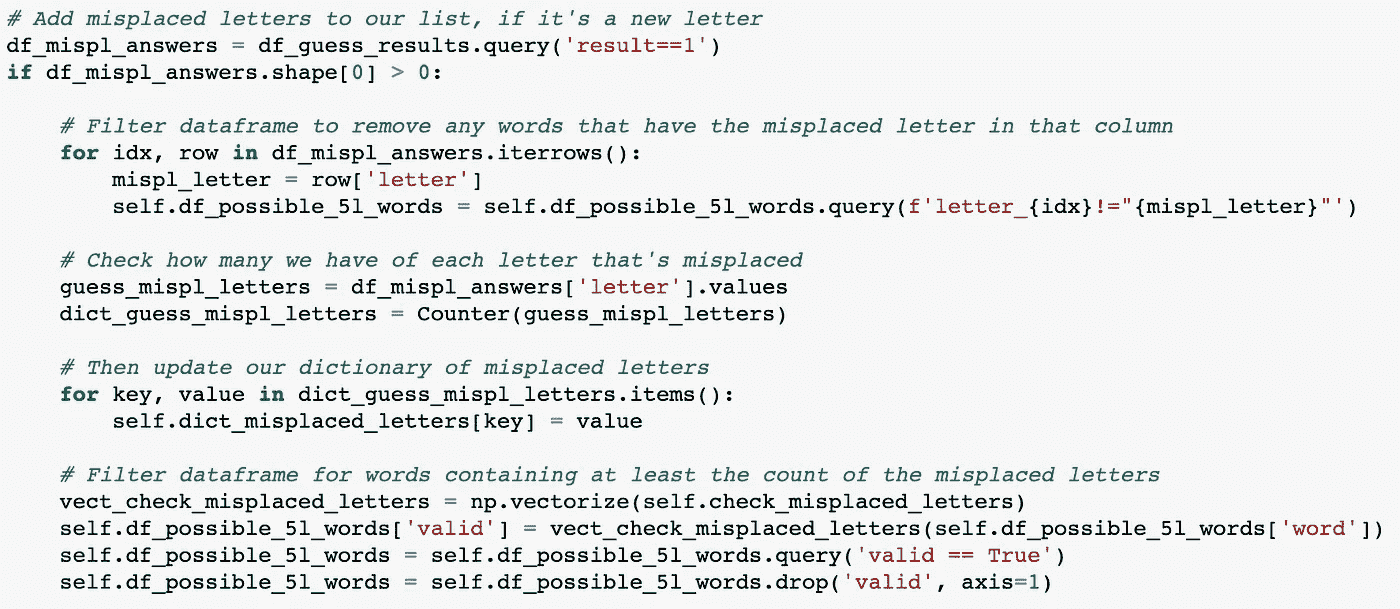 # Add misplaced letters to our list, if it's a new letter
df_mispl_answers = df_guess_results.query('result==1')
if df_mispl_answers.shape[0] > 0:

    # Filter dataframe to remove any words that have the misplaced letter in that column
    for idx, row in df_mispl_answers.iterrows():
        mispl_letter = row['letter']
        self.df_possible_5l_words = self.df_possible_5l_words.query(f'letter_{idx}!="{mispl_letter}"')

    # Check how many we have of each letter that's misplaced
    guess_mispl_letters = df_mispl_answers['letter'].values
    dict_guess_mispl_letters = Counter(guess_mispl_letters)

    # Then update our dictionary of misplaced letters
    for key, value in dict_guess_mispl_letters.items():
        self.dict_misplaced_letters[key] = value

    # Filter dataframe for words containing at least the count of the misplaced letters
    vect_check_misplaced_letters = np.vectorize(self.check_misplaced_letters)
    self.df_possible_5l_words['valid'] = vect_check_misplaced_letters(self.df_possible_5l_words['word'])
    self.df_possible_5l_words = self.df_possible_5l_words.query('valid == True')
    self.df_possible_5l_words = self.df_possible_5l_words.drop('valid', axis=1)